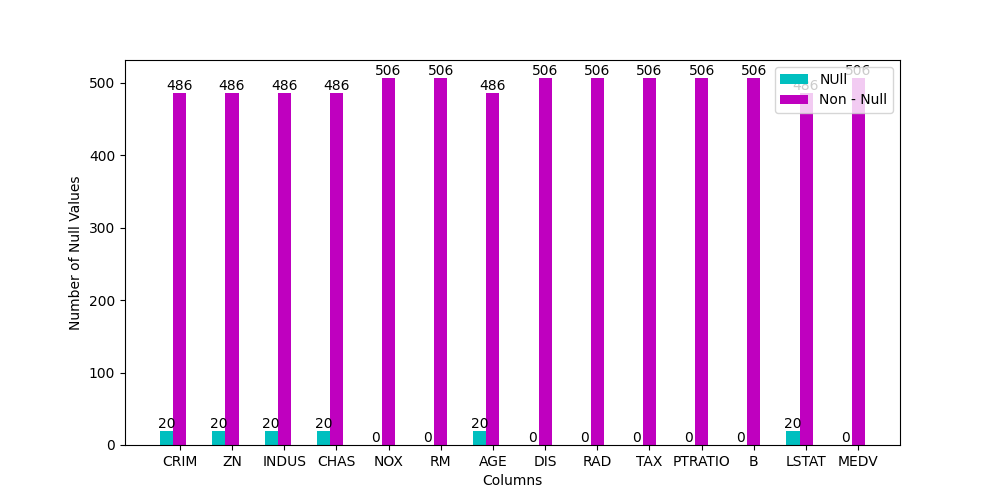 506 506 506 506 506 506 506 506
486 486 486 486 486 486
NUll
Non - Null
500
400
300
200
100
0
20 20 20 20 0 0 20 0 0 0 0 0 20 0
Number of Null Values
CRIM ZN INDUS CHAS NOX RM AGE DIS RAD TAX PTRATIO B LSTAT MEDV
Columns